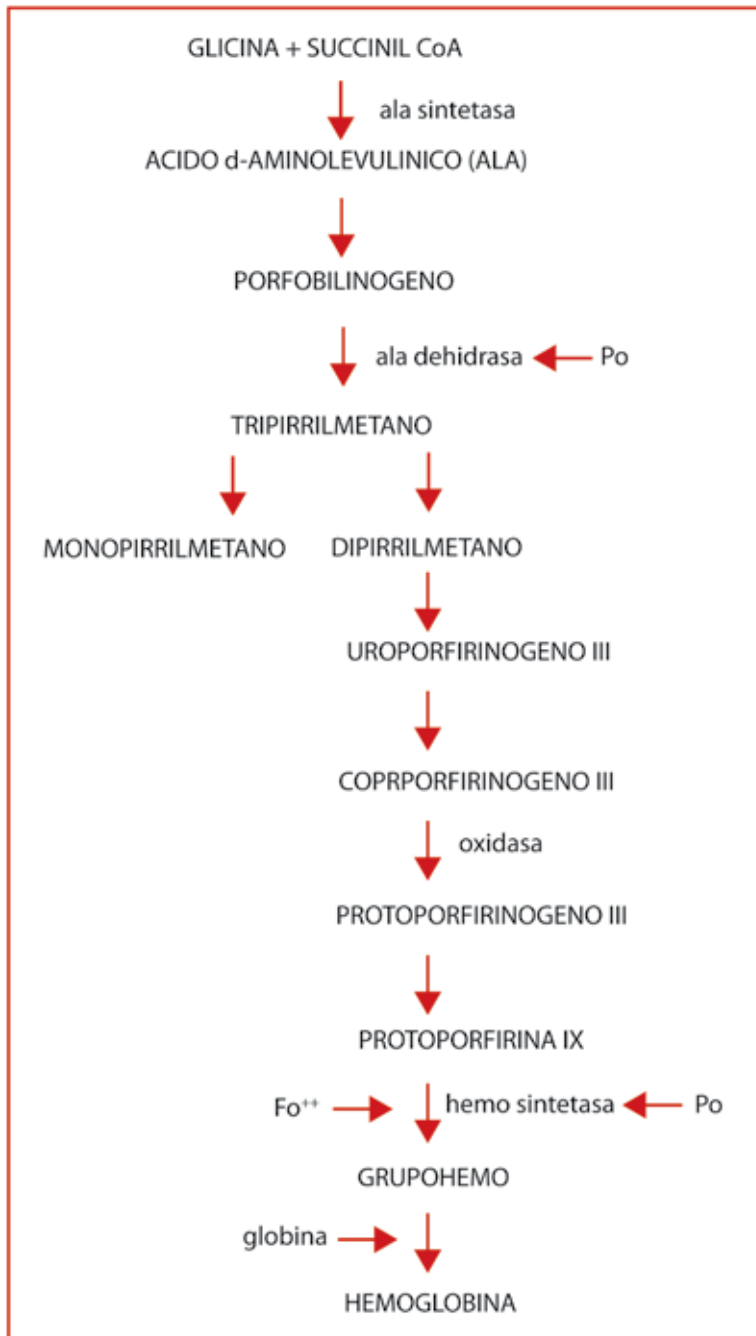 GLICINA + SUCCINIL CoA
ala sintetasa
ACIDO d-AMINOLEVULINICO (ALA)
PORFOBILINOGENO
ala dehidrasa Po
TRIPIRRILMETANO
MONOPIRRILMETANO DIPIRRILMETANO
UROPORFIRINOGENO III
COPRPORFIRINOGENO III
oxidasa
PROTOPORFIRINOGENO III
PROTOPORFIRINA IX
Fo⁺⁺ hemo sintetasa Po
GRUPOHEMO
globina
HEMOGLOBINA